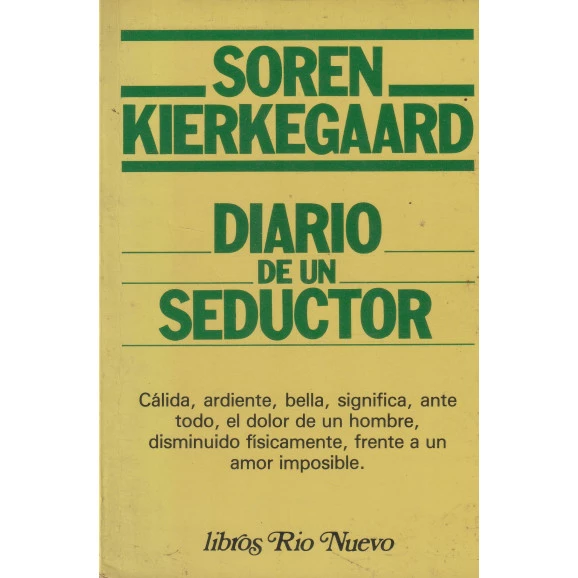 SOREN
KIERKEGAARD
DIARIO
DE UN
SEDUCTOR
Cálida, ardiente, bella, significa, ante
todo, el dolor de un hombre,
disminuido físicamente, frente a un
amor imposible.
libros Rio Nuevo